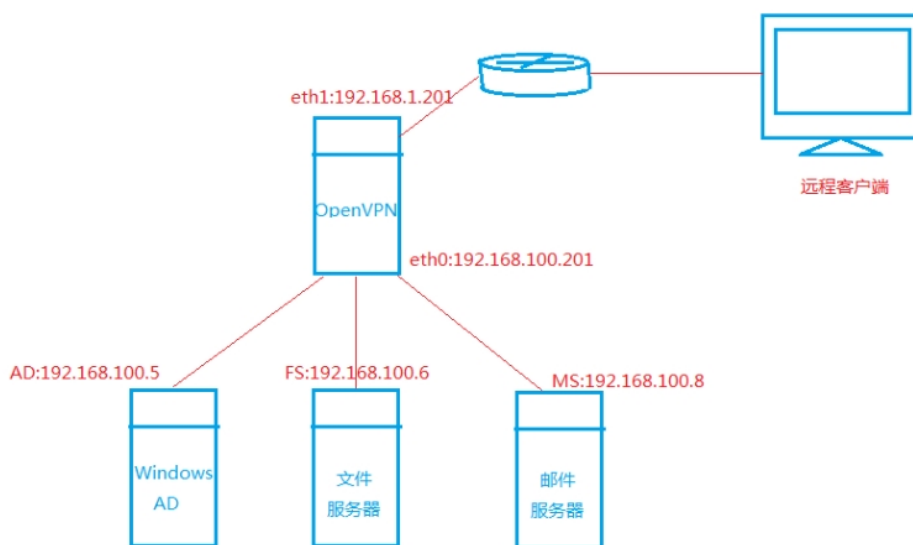 eth1:192.168.1.201
OpenVPN
远程客户端
eth0:192.168.100.201
AD:192.168.100.5
FS:192.168.100.6
MS:192.168.100.8
Windows
AD
文件
服务器
邮件
服务器